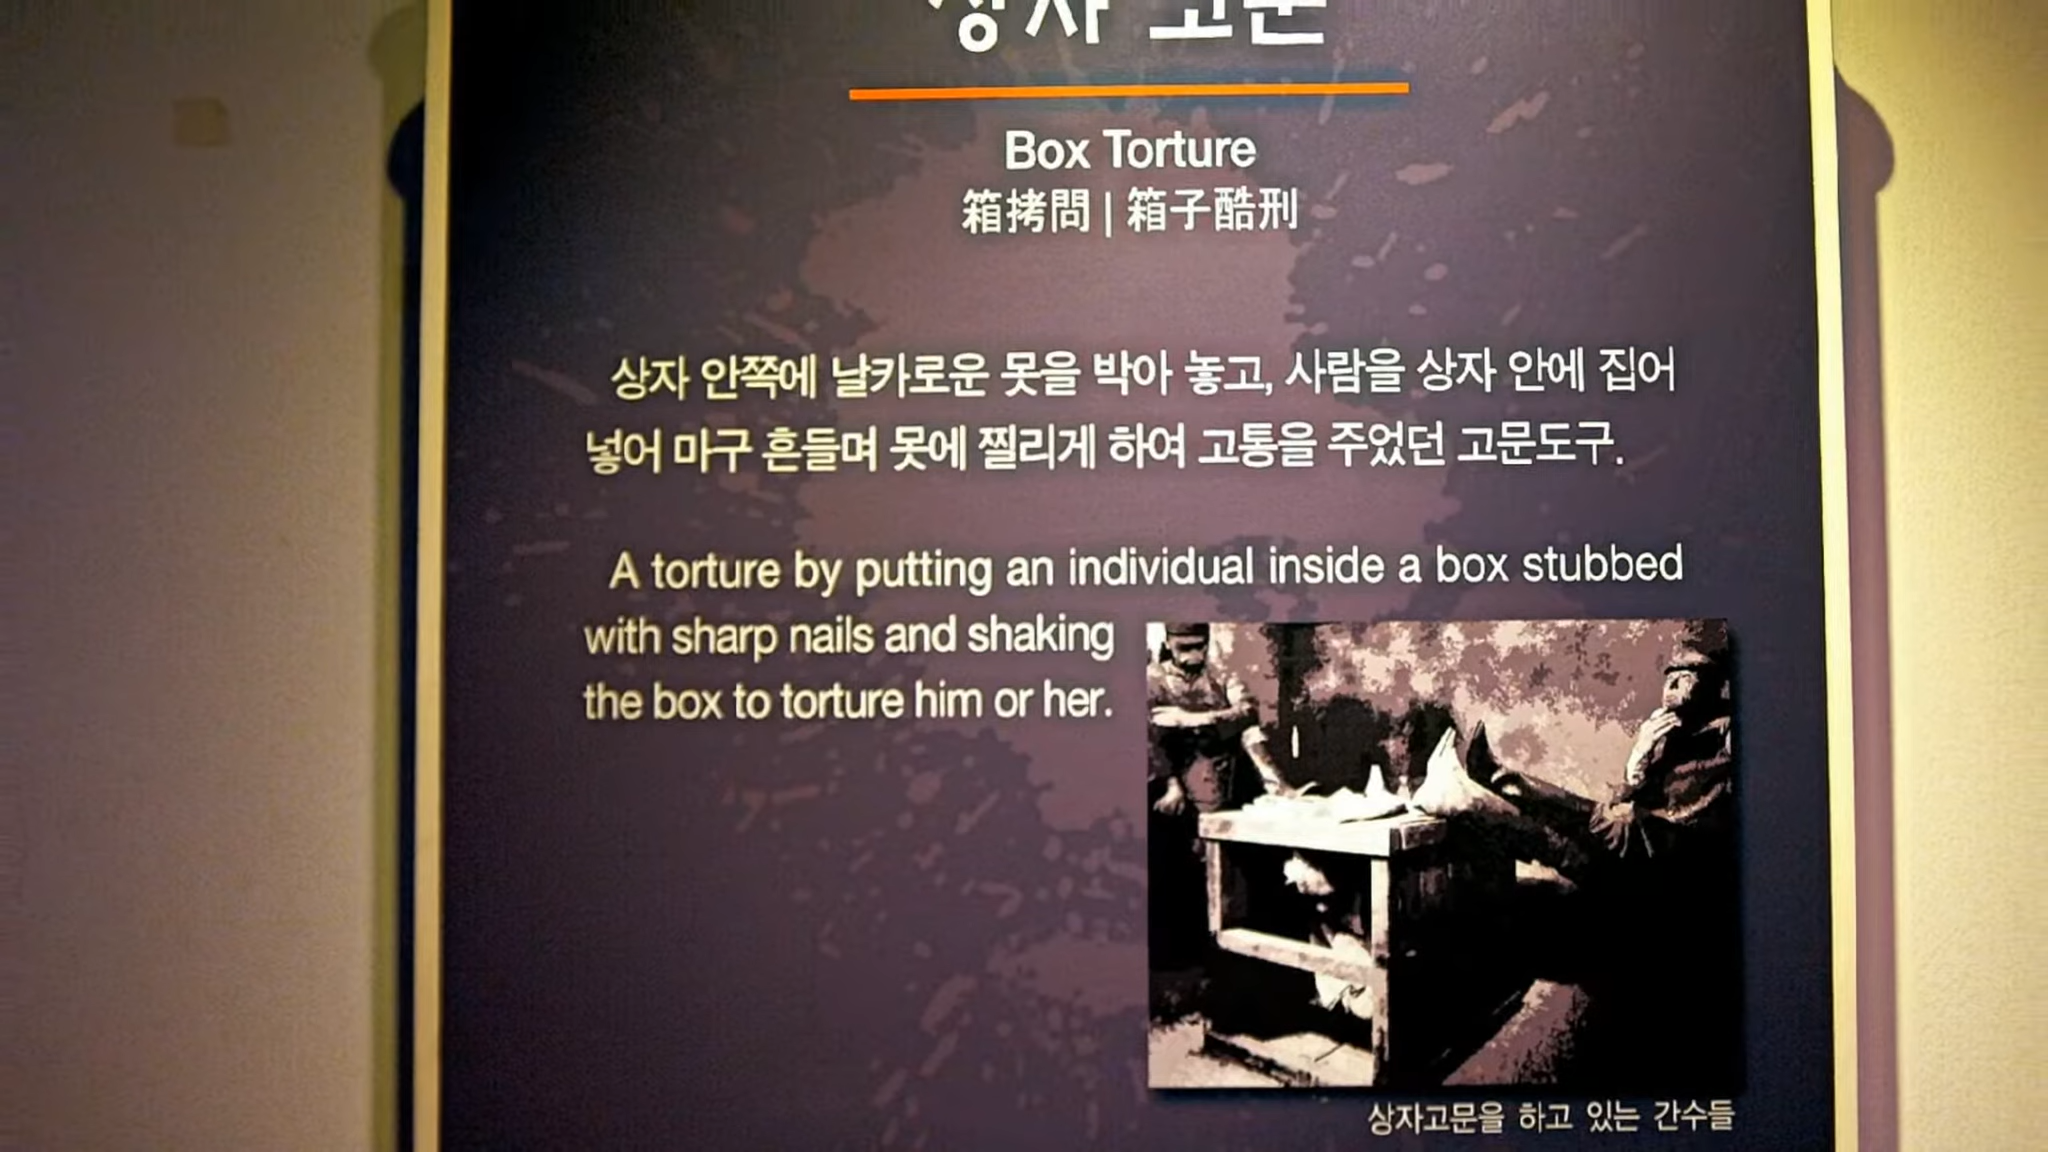 상자 고문
Box Torture
箱拷問 | 箱子酷刑
상자 안쪽에 날카로운 못을 박아 놓고, 사람을 상자 안에 집어
넣어 마구 흔들며 못에 찔리게 하여 고통을 주었던 고문도구.
A torture by putting an individual inside a box stubbed
with sharp nails and shaking
the box to torture him or her.
상자고문을 하고 있는 간수들